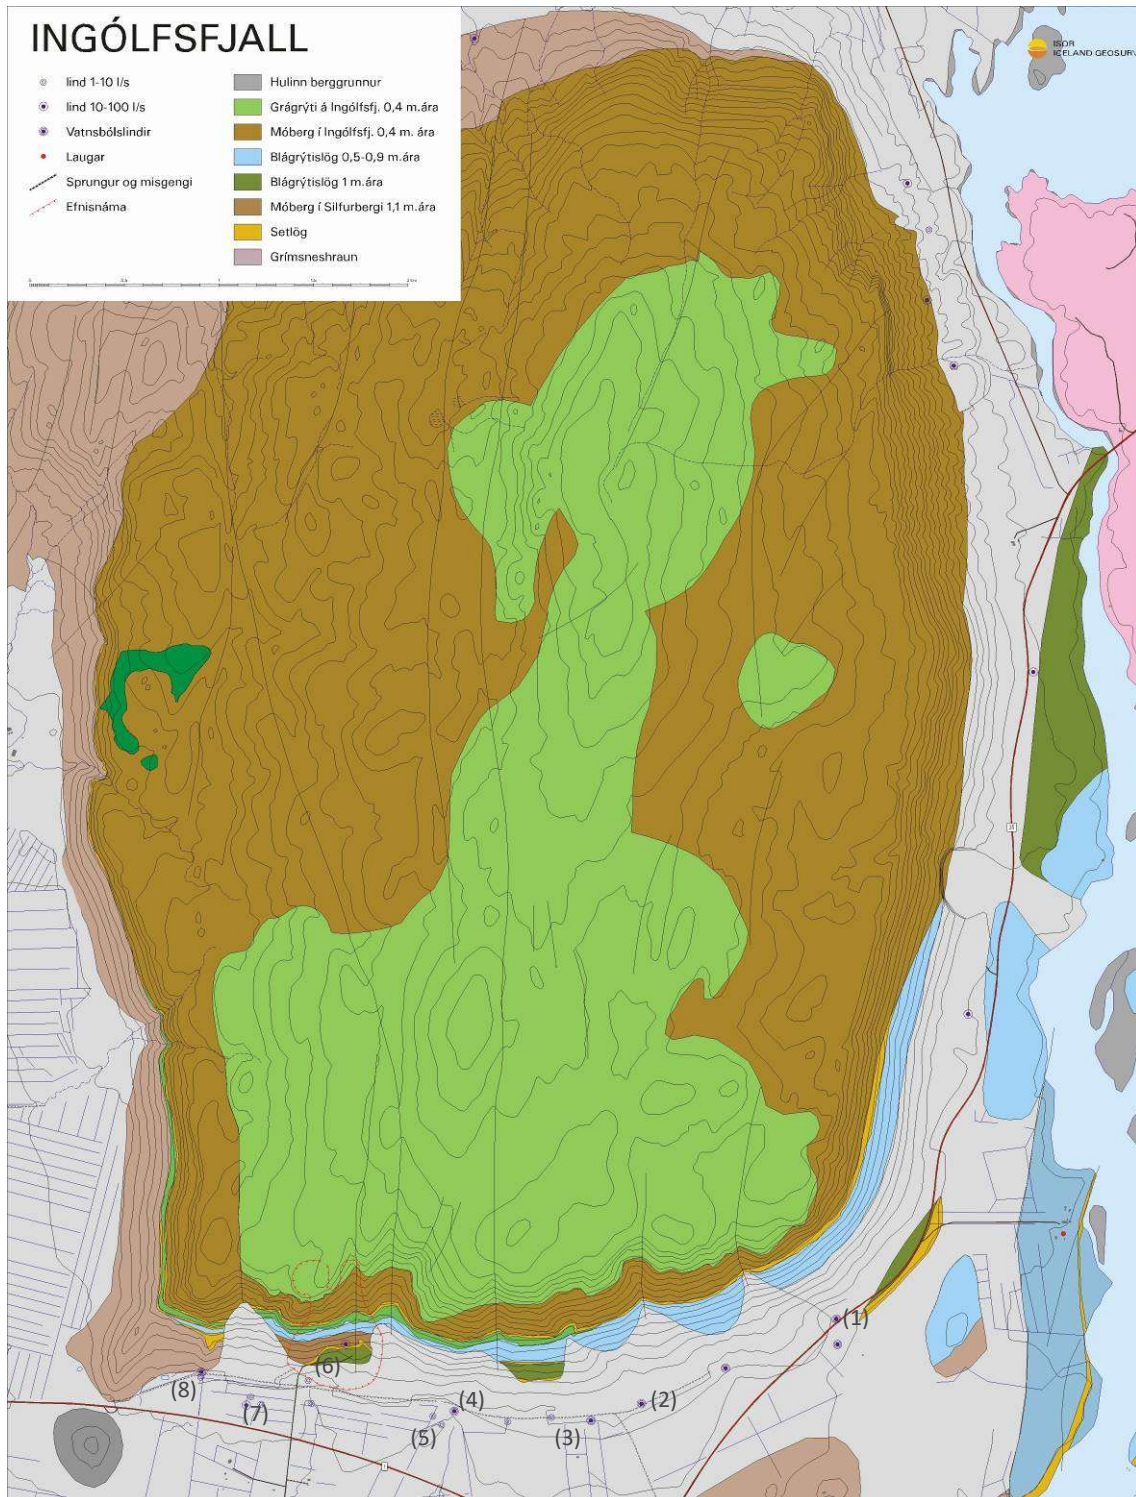 INGÓLFSFJALL
lind 1-10 l/s
lind 10-100 l/s
Vatnsbólslindir
Laugar
Sprungur og misgengi
Efnisnáma
Hulinn berggrunnur
Grágrýti á Ingólfsfj. 0,4 m.ára
Móberg í Ingólfsfj. 0,4 m. ára
Blágrýtislög 0,5-0,9 m.ára
Blágrýtislög 1 m.ára
Móberg í Silfurbergi 1,1 m.ára
Setlög
Grímsneshraun
ICELAND GEOSURV
(1)
(2)
(3)
(4)
(5)
(6)
(7)
(8)